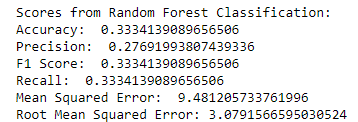 Scores from Random Forest Classification:
Accuracy:  0.3334139089656506
Precision:  0.27691993807439336
F1 Score:  0.3334139089656506
Recall:  0.3334139089656506
Mean Squared Error:  9.481205733761996
Root Mean Squared Error: 3.0791566595030524